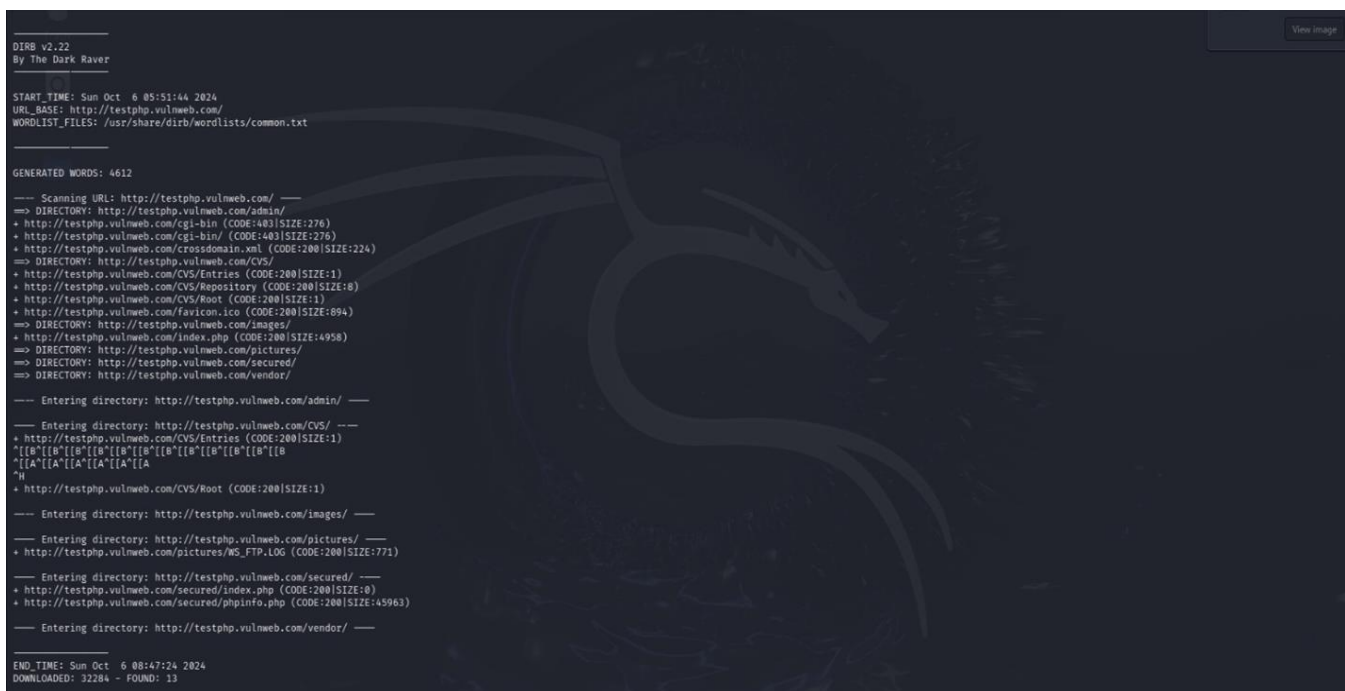 DIRB v2.22
By The Dark Raver
START_TIME: Sun Oct 6 05:51:44 2024
URL_BASE: http://testphp.vulnweb.com/
WORDLIST_FILES: /usr/share/dirb/wordlists/common.txt
GENERATED WORDS: 4612
---- Scanning URL: http://testphp.vulnweb.com/ ----
==> DIRECTORY: http://testphp.vulnweb.com/admin/
+ http://testphp.vulnweb.com/cgi-bin (CODE:403|SIZE:276)
+ http://testphp.vulnweb.com/cgi-bin/ (CODE:403|SIZE:276)
+ http://testphp.vulnweb.com/crossdomain.xml (CODE:200|SIZE:224)
==> DIRECTORY: http://testphp.vulnweb.com/CVS/
+ http://testphp.vulnweb.com/CVS/Entries (CODE:200|SIZE:1)
+ http://testphp.vulnweb.com/CVS/Repository (CODE:200|SIZE:8)
+ http://testphp.vulnweb.com/CVS/Root (CODE:200|SIZE:1)
+ http://testphp.vulnweb.com/favicon.ico (CODE:200|SIZE:894)
==> DIRECTORY: http://testphp.vulnweb.com/images/
+ http://testphp.vulnweb.com/index.php (CODE:200|SIZE:4958)
==> DIRECTORY: http://testphp.vulnweb.com/pictures/
==> DIRECTORY: http://testphp.vulnweb.com/secured/
==> DIRECTORY: http://testphp.vulnweb.com/vendor/
---- Entering directory: http://testphp.vulnweb.com/admin/ ----
---- Entering directory: http://testphp.vulnweb.com/CVS/ ----
+ http://testphp.vulnweb.com/CVS/Entries (CODE:200|SIZE:1)
^[[B^[[B^[[B^[[B^[[B^[[B^[[B^[[B^[[B^[[B^[[B^[[B
^[[A^[[A^[[A^[[A^[[A^[[A
^H
+ http://testphp.vulnweb.com/CVS/Root (CODE:200|SIZE:1)
---- Entering directory: http://testphp.vulnweb.com/images/ ----
---- Entering directory: http://testphp.vulnweb.com/pictures/ ----
+ http://testphp.vulnweb.com/pictures/WS_FTP.LOG (CODE:200|SIZE:771)
---- Entering directory: http://testphp.vulnweb.com/secured/ ----
+ http://testphp.vulnweb.com/secured/index.php (CODE:200|SIZE:0)
+ http://testphp.vulnweb.com/secured/phpinfo.php (CODE:200|SIZE:45963)
---- Entering directory: http://testphp.vulnweb.com/vendor/ ----
END_TIME: Sun Oct 6 08:47:24 2024
DOWNLOADED: 32284 - FOUND: 13
View image